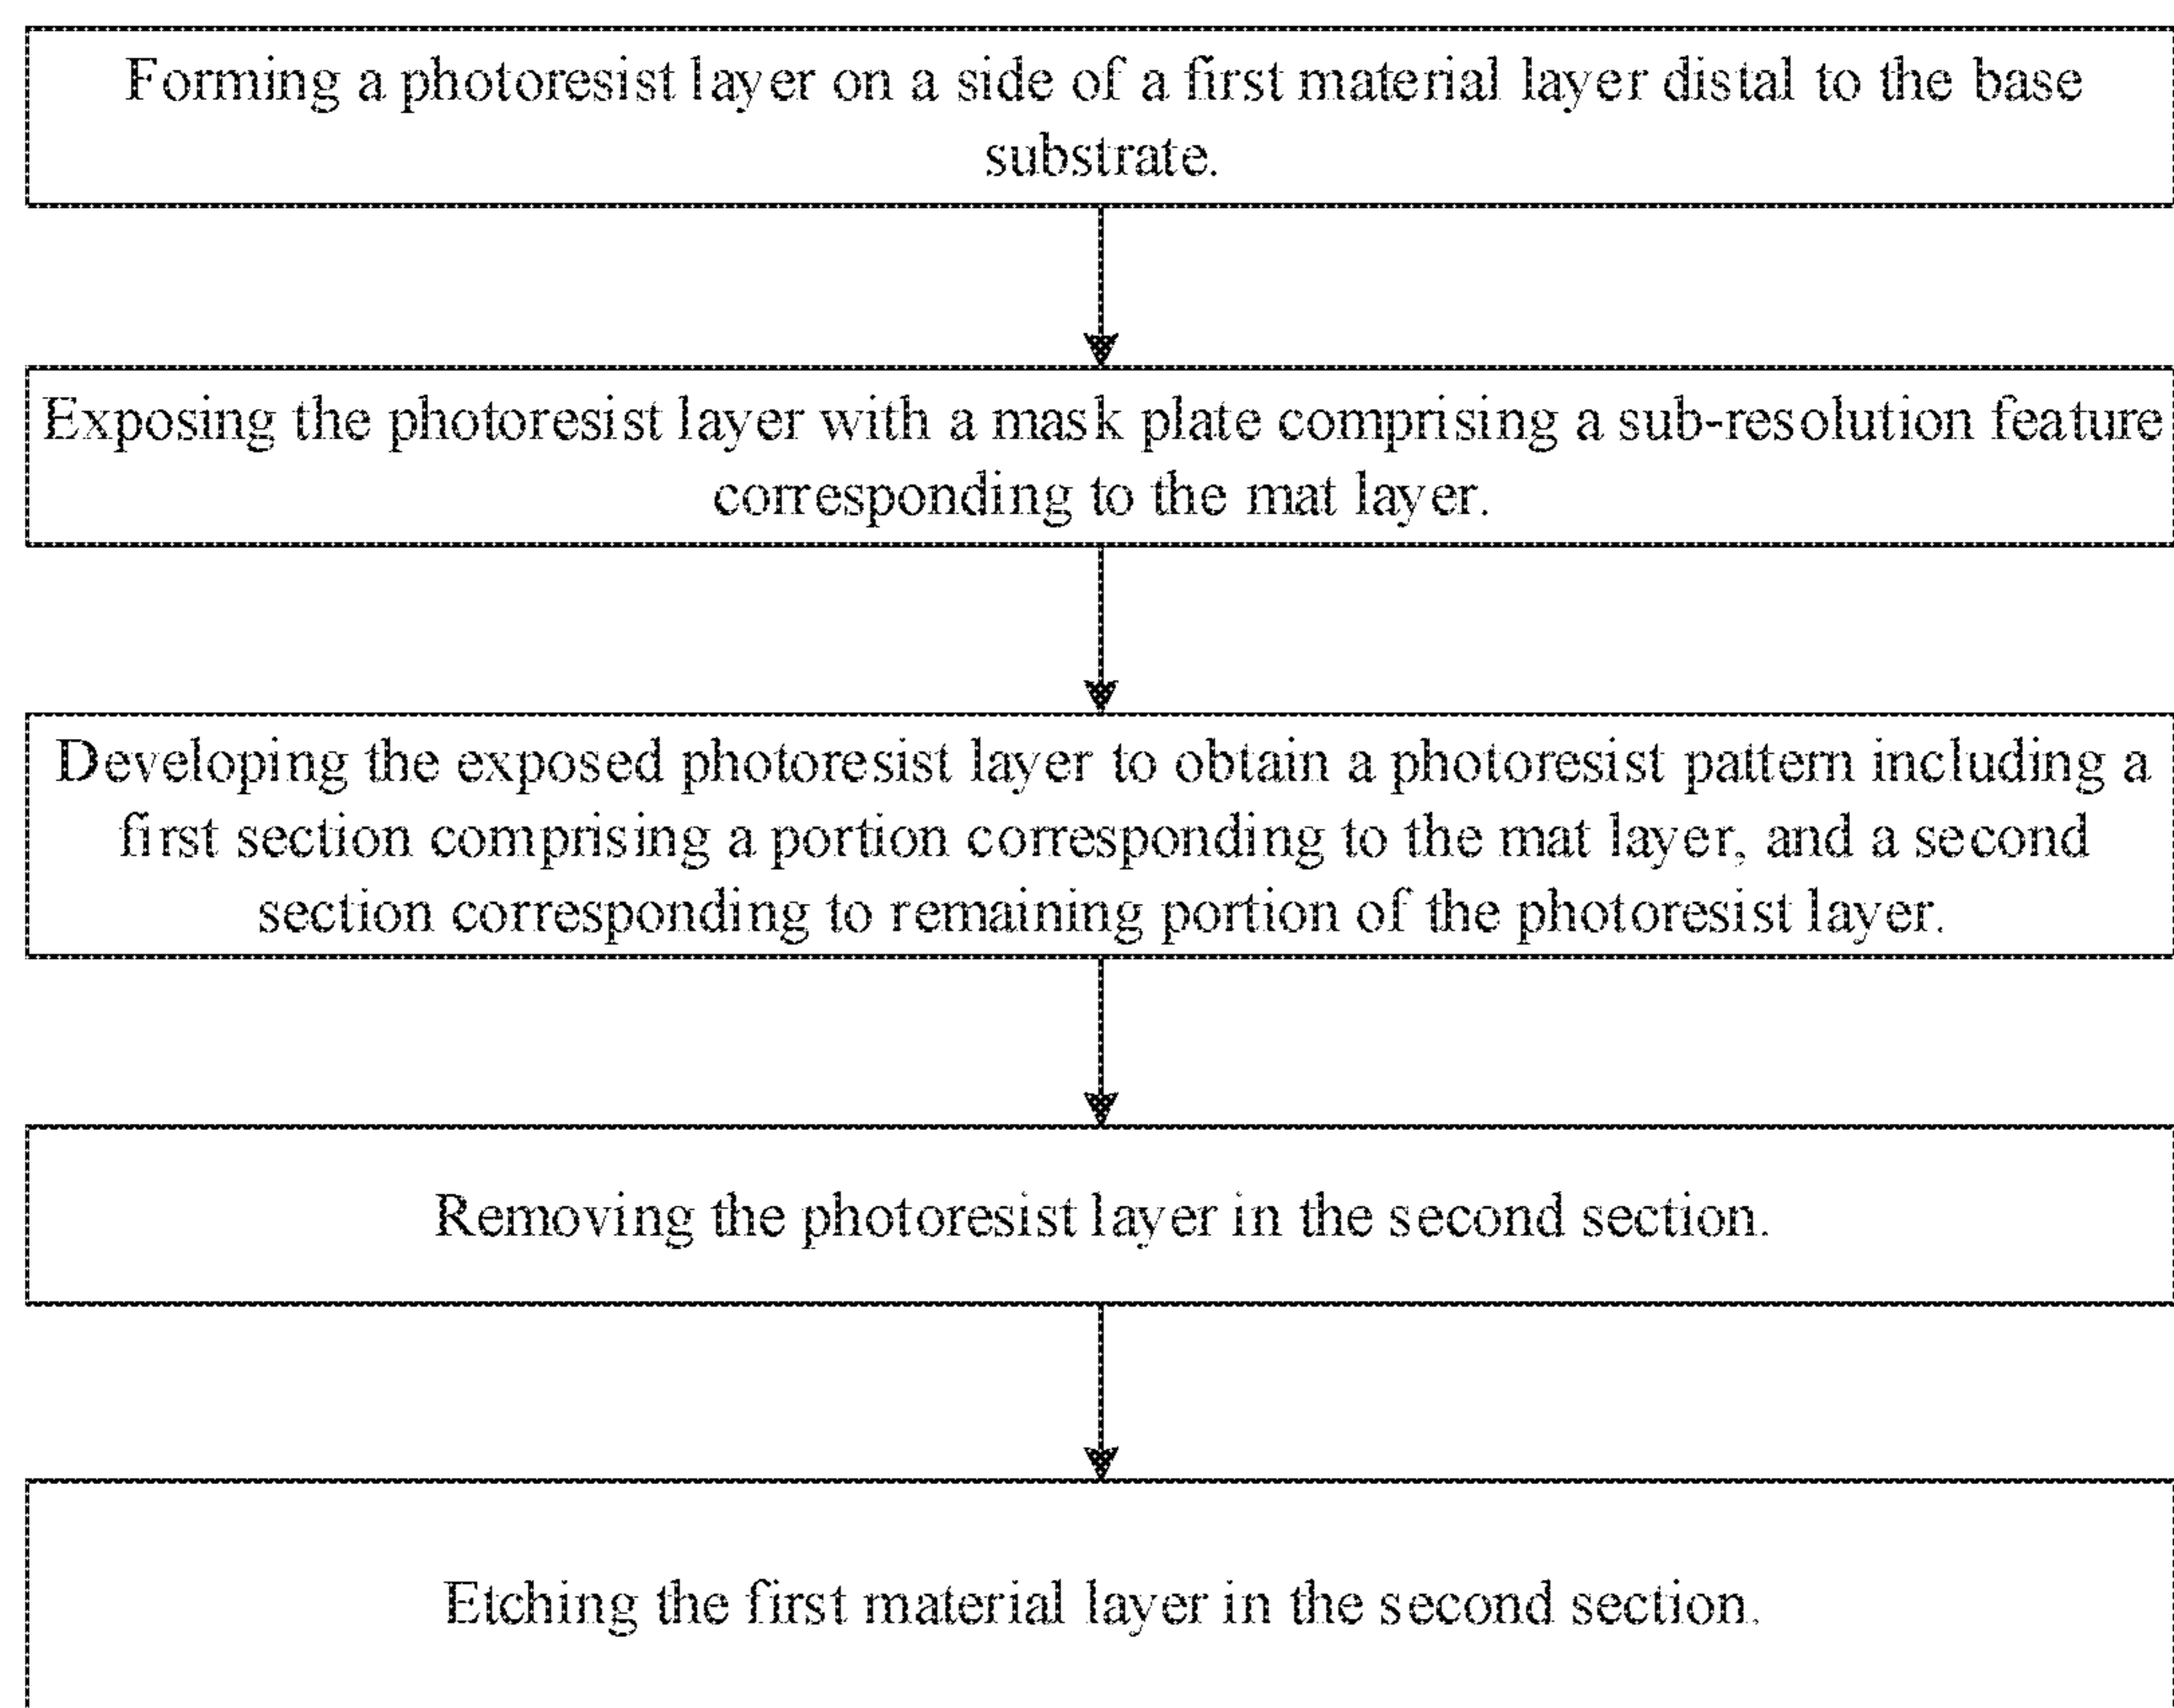 Forming a photoresist layer on a side of a first material layer distal to the base
substrate.
Exposing the photoresist layer with a mask plate comprising a sub-resolution feature
corresponding to the mat layer.
Developing the exposed photoresist layer to obtain a photoresist pattern including a
first section comprising a portion corresponding to the mat layer, and a second
section corresponding to remaining portion of the photoresist layer.
Removing the photoresist layer in the second section.
Etching the first material layer in the second section.